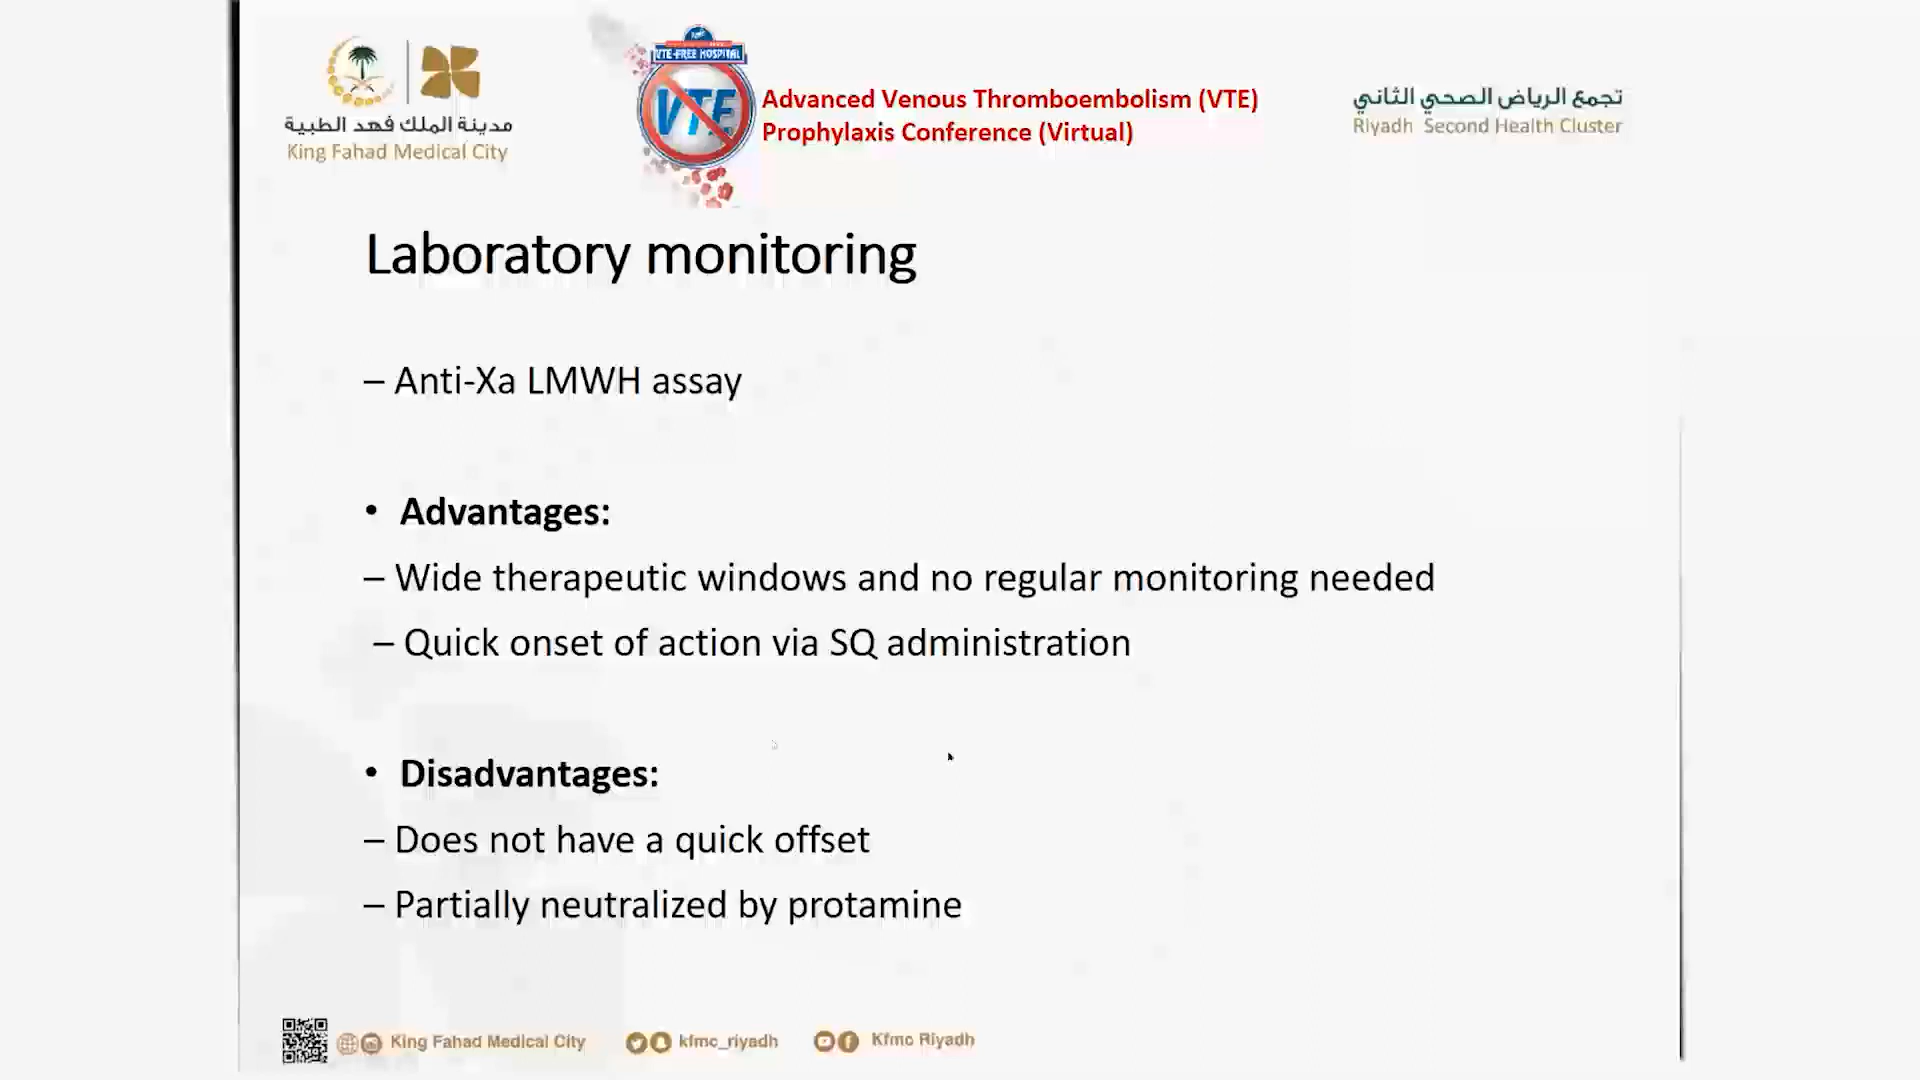 مدينة الملك فهد الطبية
King Fahad Medical City
VTE-FREE HOSPITAL
VTE
Advanced Venous Thromboembolism (VTE)
Prophylaxis Conference (Virtual)
تجمع الرياض الصحي الثاني
Riyadh Second Health Cluster
Laboratory monitoring
– Anti-Xa LMWH assay
• Advantages:
– Wide therapeutic windows and no regular monitoring needed
– Quick onset of action via SQ administration
• Disadvantages:
– Does not have a quick offset
– Partially neutralized by protamine
King Fahad Medical City
kfmc_riyadh
Kfmc Riyadh